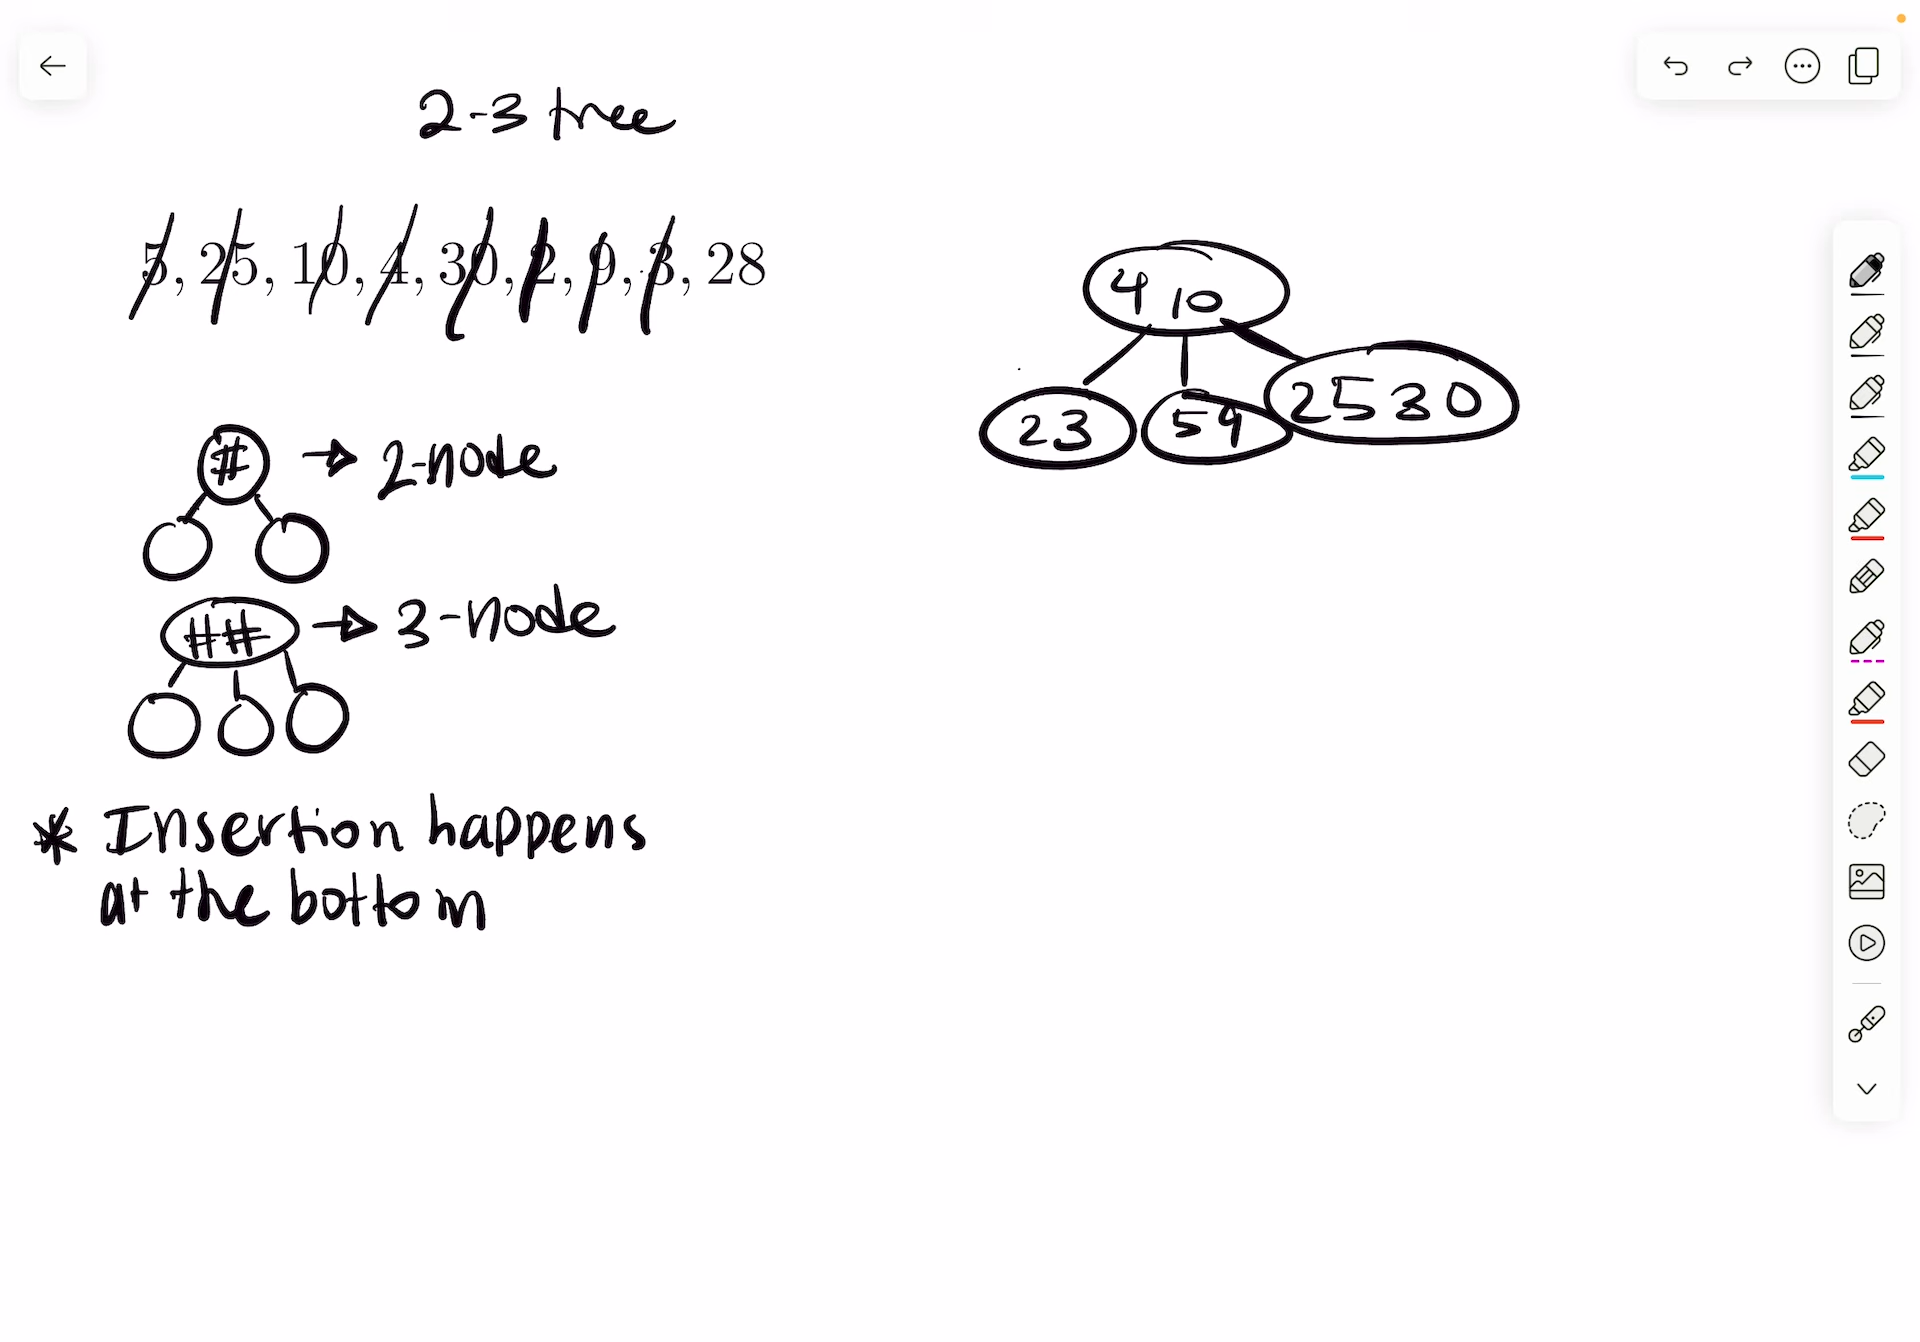 2-3 tree
5, 25, 10, 4, 30, 2, 9, 3, 28
4 10
2 3
5 9
25 30
# → 2-node
## → 3-node
* Insertion happens
at the bottom